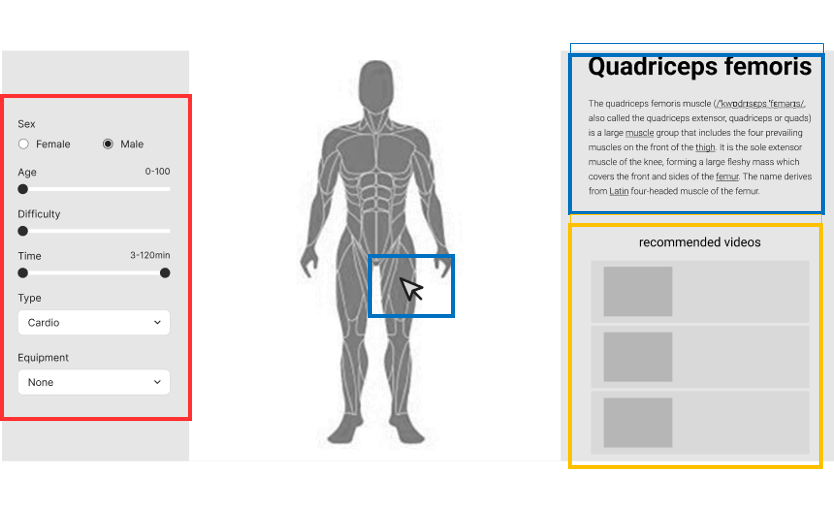 Sex
Female Male
Age 0-100
Difficulty
Time 3-120min
Type
Cardio
Equipment
None
Quadriceps femoris
The quadriceps femoris muscle (/ˈkwɒdrɪsɛps ˈfɛmərɪs/,
also called the quadriceps extensor, quadriceps or quads)
is a large muscle group that includes the four prevailing
muscles on the front of the thigh. It is the sole extensor
muscle of the knee, forming a large fleshy mass which
covers the front and sides of the femur. The name derives
from Latin four-headed muscle of the femur.
recommended videos